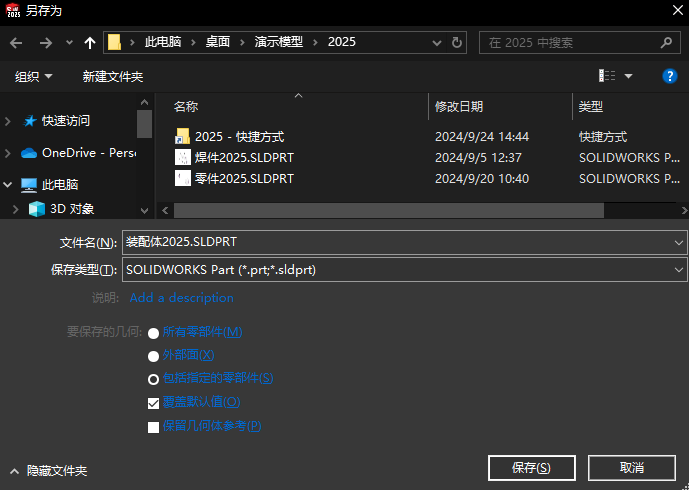 另存为
此电脑 > 桌面 > 演示模型 > 2025
在 2025 中搜索
组织 新建文件夹
快速访问
OneDrive - Perso
此电脑
3D 对象
名称 修改日期 类型
2025 - 快捷方式 2024/9/24 14:44 快捷方式
焊件2025.SLDPRT 2024/9/5 12:37 SOLIDWORKS P...
零件2025.SLDPRT 2024/9/20 10:40 SOLIDWORKS P...
文件名(N): 装配体2025.SLDPRT
保存类型(T): SOLIDWORKS Part (*.prt;*.sldprt)
说明: Add a description
要保存的几何: 所有零部件(M)
外部面(X)
包括指定的零部件(S)
覆盖默认值(O)
保留几何体参考(P)
隐藏文件夹 保存(S) 取消